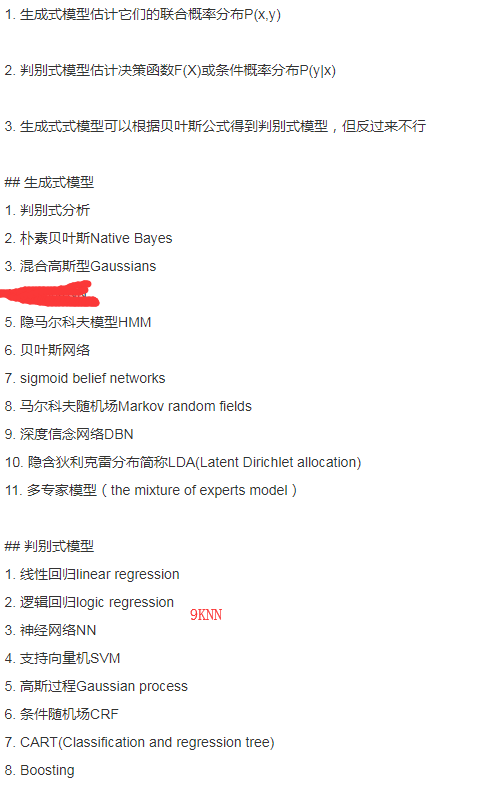 1. 生成式模型估计它们的联合概率分布P(x,y)
2. 判别式模型估计决策函数F(X)或条件概率分布P(y|x)
3. 生成式式模型可以根据贝叶斯公式得到判别式模型，但反过来不行
## 生成式模型
1. 判别式分析
2. 朴素贝叶斯Native Bayes
3. 混合高斯型Gaussians
5. 隐马尔科夫模型HMM
6. 贝叶斯网络
7. sigmoid belief networks
8. 马尔科夫随机场Markov random fields
9. 深度信念网络DBN
10. 隐含狄利克雷分布简称LDA(Latent Dirichlet allocation)
11. 多专家模型（the mixture of experts model）
## 判别式模型
1. 线性回归linear regression
2. 逻辑回归logic regression
9KNN
3. 神经网络NN
4. 支持向量机SVM
5. 高斯过程Gaussian process
6. 条件随机场CRF
7. CART(Classification and regression tree)
8. Boosting